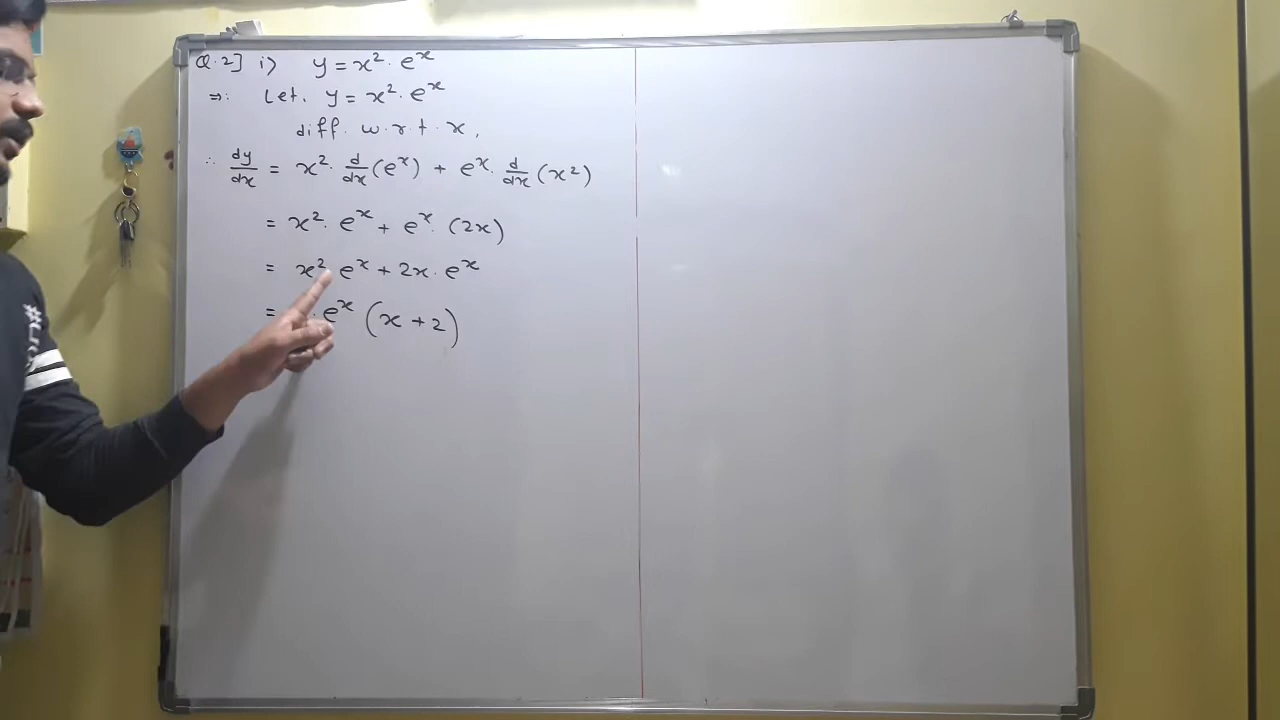 Q.2] i) y = x². eˣ
⇒: Let. y = x². eˣ
diff. w.r.t. x,
∴ dy/dx = x². d/dx (eˣ) + eˣ. d/dx (x²)
= x². eˣ + eˣ. (2x)
= x². eˣ + 2x. eˣ
= . eˣ (x + 2)